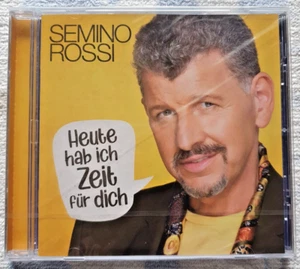 SEMINO
ROSSI
Heute
hab ich
Zeit
für dich